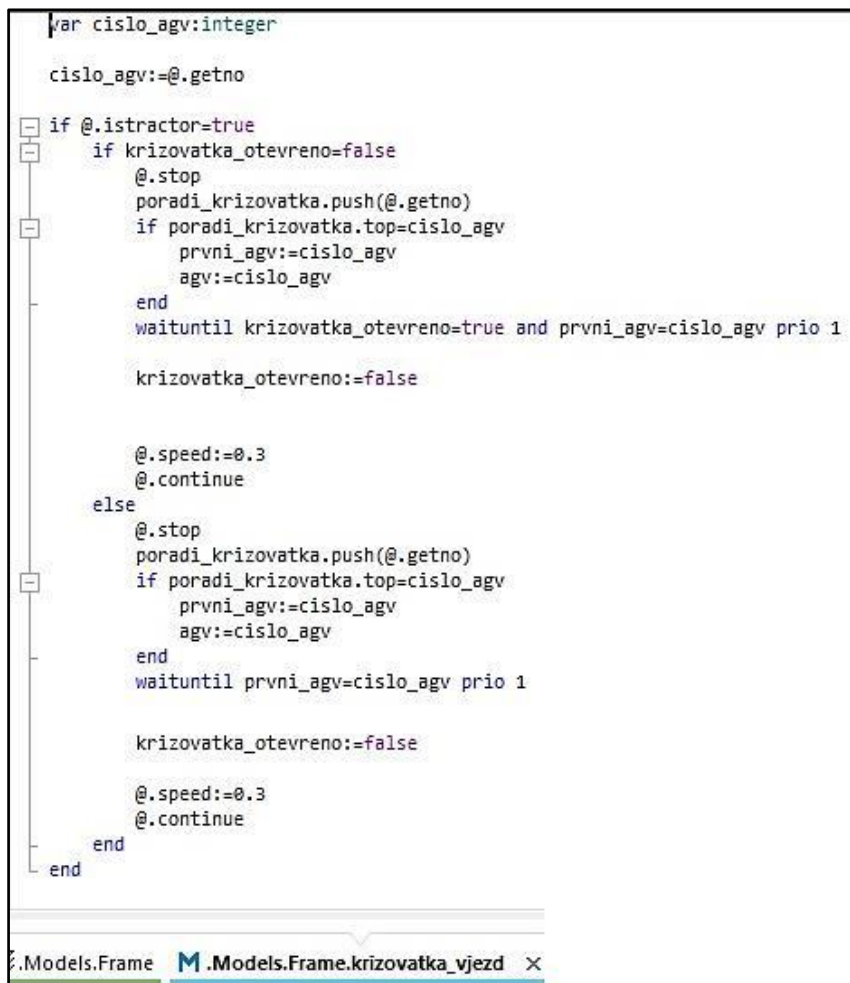 var cislo_agv:integer
cislo_agv:=@.getno
if @.istractor=true
if krizovatka_otevreno=false
@.stop
poradi_krizovatka.push(@.getno)
if poradi_krizovatka.top=cislo_agv
prvni_agv:=cislo_agv
agv:=cislo_agv
end
waituntil krizovatka_otevreno=true and prvni_agv=cislo_agv prio 1
krizovatka_otevreno:=false
@.speed:=0.3
@.continue
else
@.stop
poradi_krizovatka.push(@.getno)
if poradi_krizovatka.top=cislo_agv
prvni_agv:=cislo_agv
agv:=cislo_agv
end
waituntil prvni_agv=cislo_agv prio 1
krizovatka_otevreno:=false
@.speed:=0.3
@.continue
end
end
.Models.Frame M .Models.Frame.krizovatka_vjezd ×